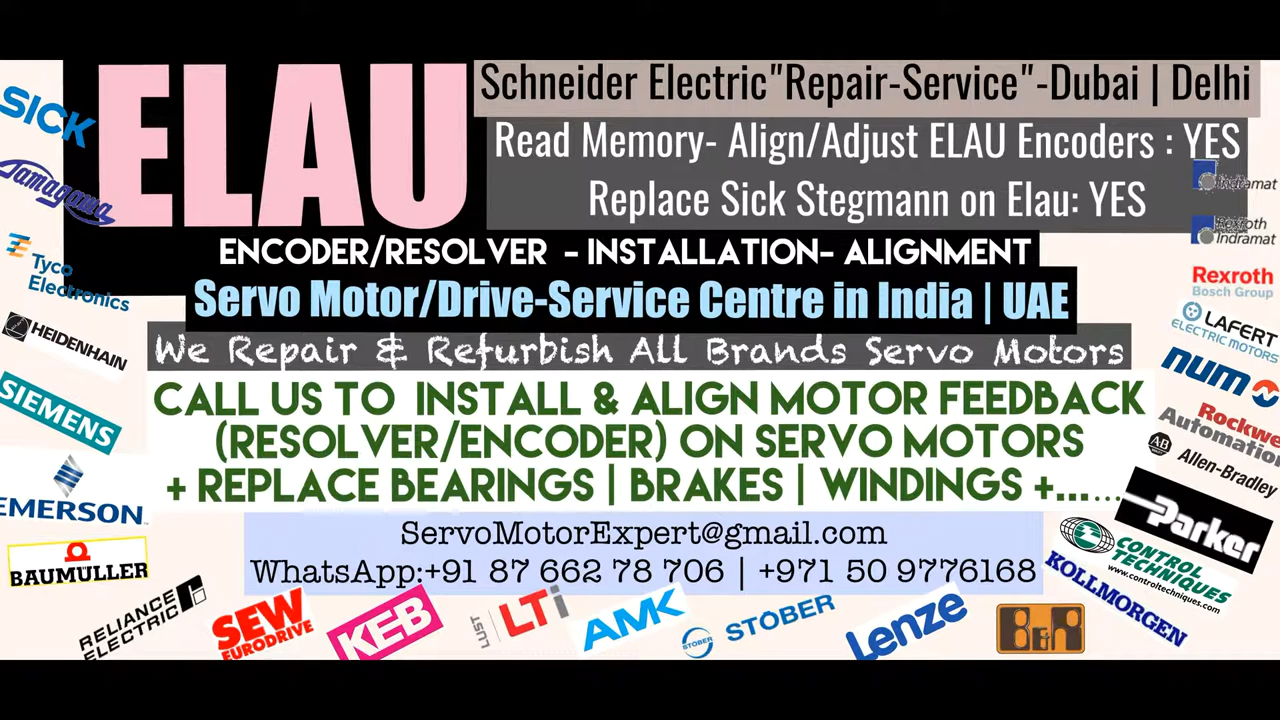 ELAU
Schneider Electric"Repair-Service"-Dubai | Delhi
Read Memory- Align/Adjust ELAU Encoders : YES
Replace Sick Stegmann on Elau: YES
ENCODER/RESOLVER - INSTALLATION- ALIGNMENT
Servo Motor/Drive-Service Centre in India | UAE
We Repair & Refurbish All Brands Servo Motors
CALL US TO INSTALL & ALIGN MOTOR FEEDBACK
(RESOLVER/ENCODER) ON SERVO MOTORS
+ REPLACE BEARINGS | BRAKES | WINDINGS +...…
ServoMotorExpert@gmail.com
WhatsApp:+91 87 662 78 706 | +971 50 9776168
SICK
Tamagawa
Tyco
Electronics
HEIDENHAIN
SIEMENS
EMERSON
BAUMULLER
RELIANCE
ELECTRIC
SEW
EURODRIVE
KEB
LUST
LTi
AMK
STOBER
STÖBER
Lenze
B&R
Indramat
Rexroth
Indramat
Rexroth
Bosch Group
LAFERT
ELECTRIC MOTORS
num
Rockwell
Automation
AB
Allen-Bradley
Parker
CONTROL
TECHNIQUES
www.controltechniques.com
KOLLMORGEN